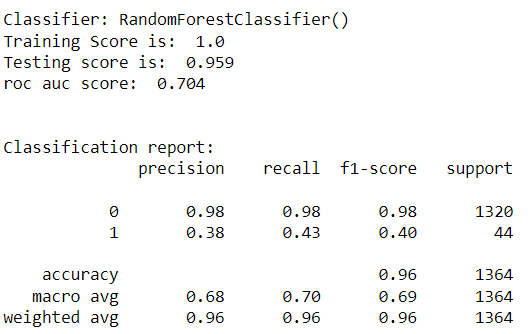 Classifier: RandomForestClassifier()
Training Score is:  1.0
Testing score is:  0.959
roc auc score:  0.704
Classification report:
precision    recall  f1-score   support
0       0.98      0.98      0.98      1320
1       0.38      0.43      0.40        44
accuracy                           0.96      1364
macro avg       0.68      0.70      0.69      1364
weighted avg       0.96      0.96      0.96      1364